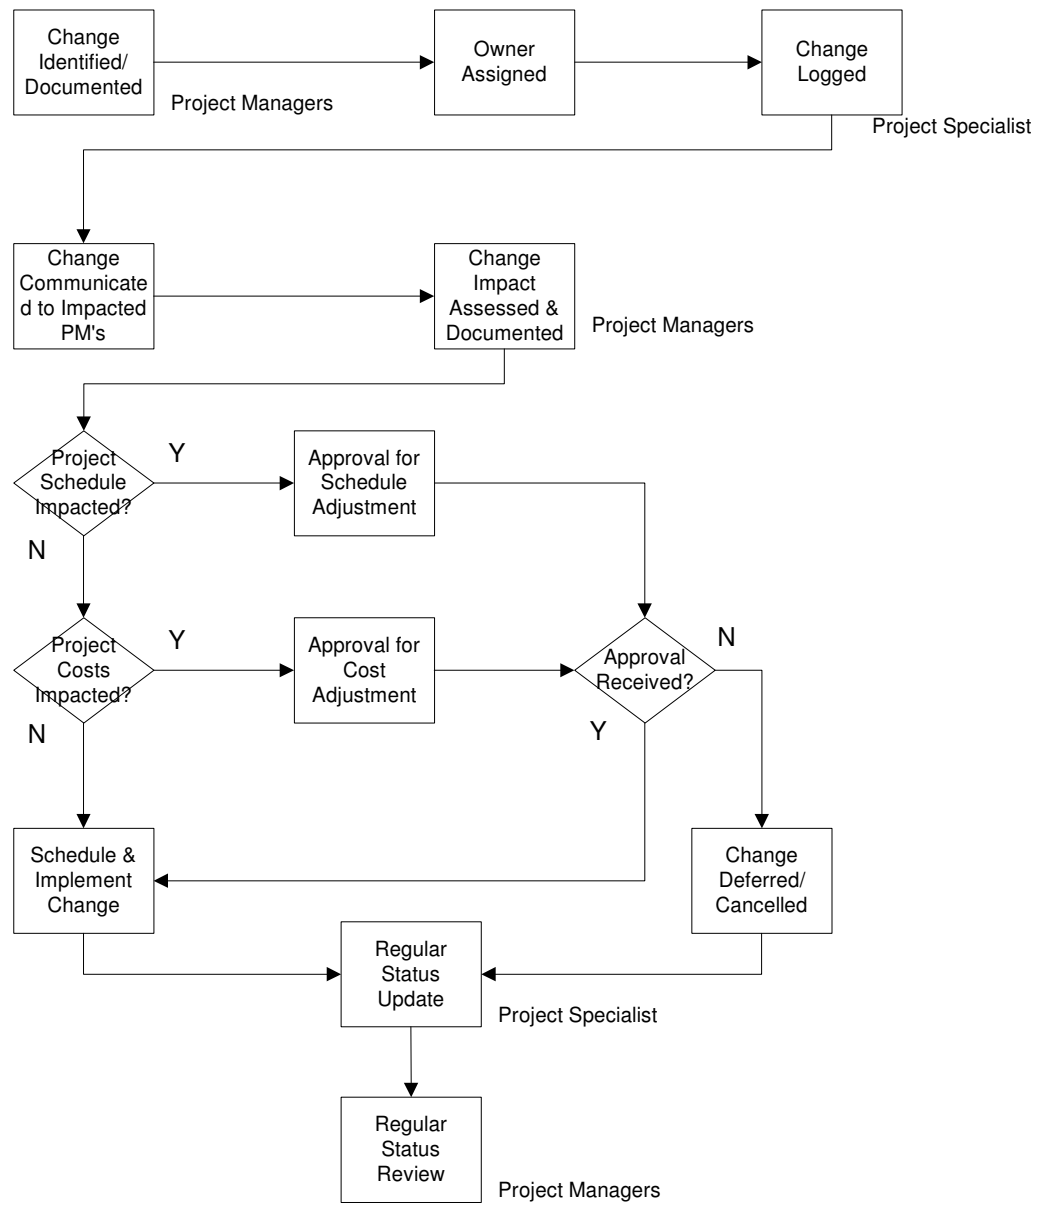 Change
Identified/
Documented
Project Managers
Owner
Assigned
Change
Logged
Project Specialist
Change
Communicate
d to Impacted
PM's
Change
Impact
Assessed &
Documented
Project Managers
Project
Schedule
Impacted?
Y
N
Approval for
Schedule
Adjustment
Project
Costs
Impacted?
Y
N
Approval for
Cost
Adjustment
Approval
Received?
N
Y
Schedule &
Implement
Change
Change
Deferred/
Cancelled
Regular
Status
Update
Project Specialist
Regular
Status
Review
Project Managers